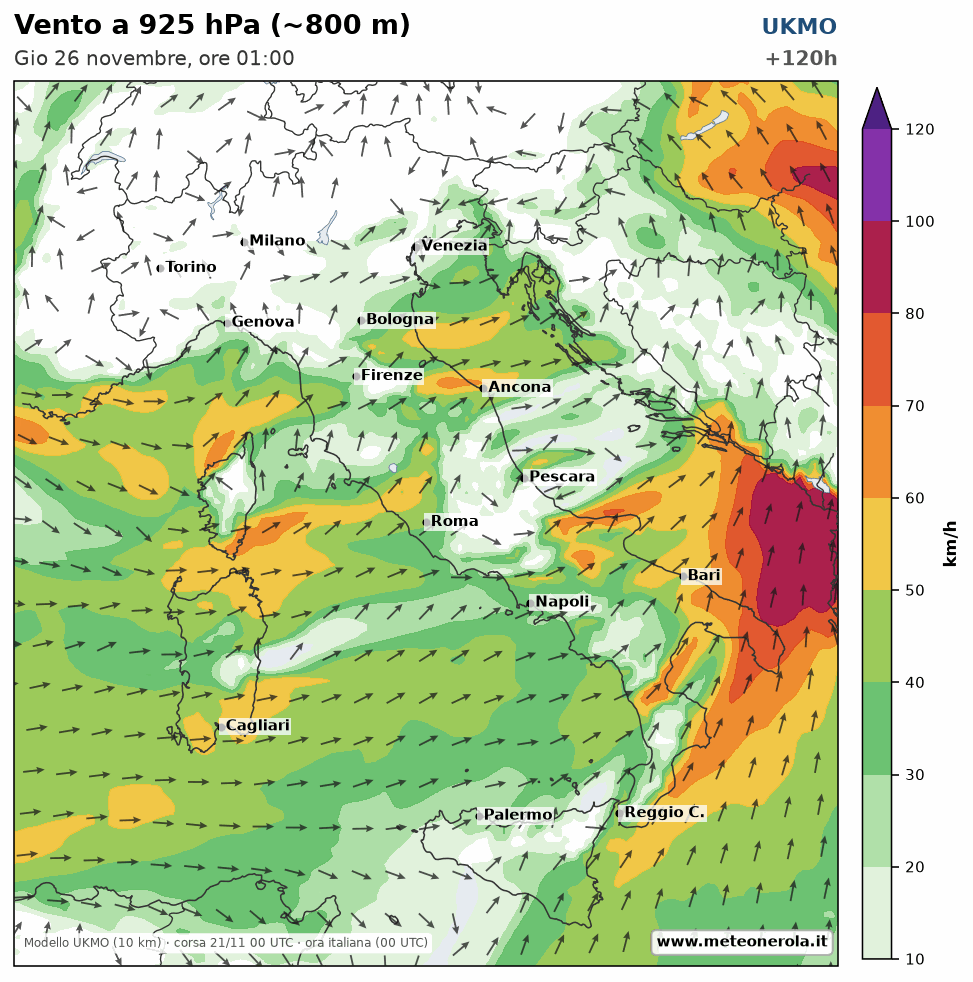 Vento a 925 hPa (~800 m)
UKMO
Gio 26 novembre, ore 01:00
+120h
Milano
Torino
Venezia
Genova
Bologna
Firenze
Ancona
Pescara
Roma
Bari
Napoli
Cagliari
Palermo
Reggio C.
120
100
80
70
60
50
40
30
20
10
km/h
Modello UKMO (10 km) · corsa 21/11 00 UTC · ora italiana (00 UTC)
www.meteonerola.it